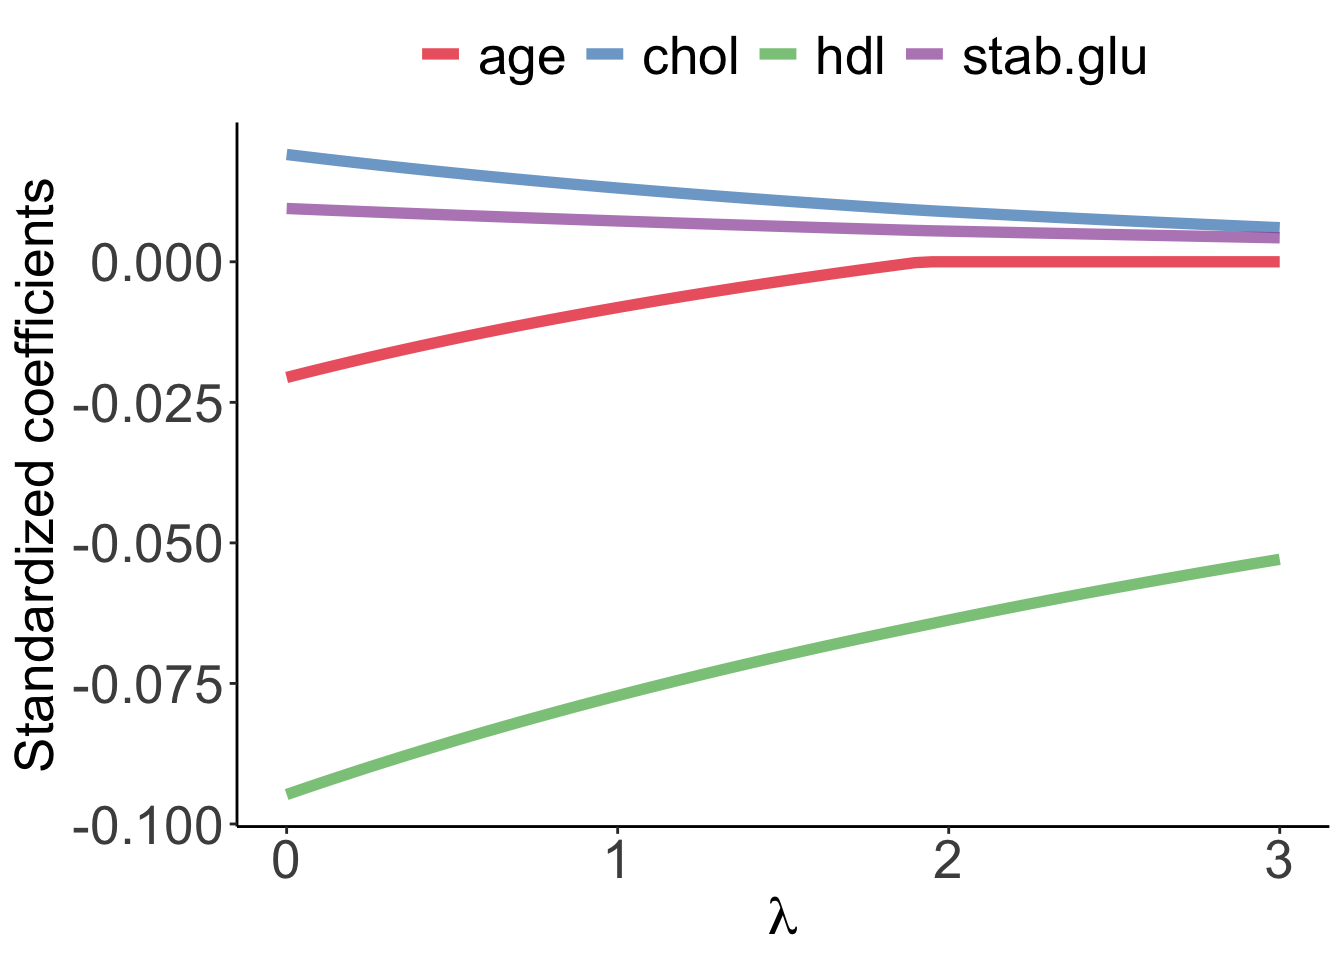 age chol hdl stab.glu
Standardized coefficients
0.000
-0.025
-0.050
-0.075
-0.100
0 1 2 3
λ